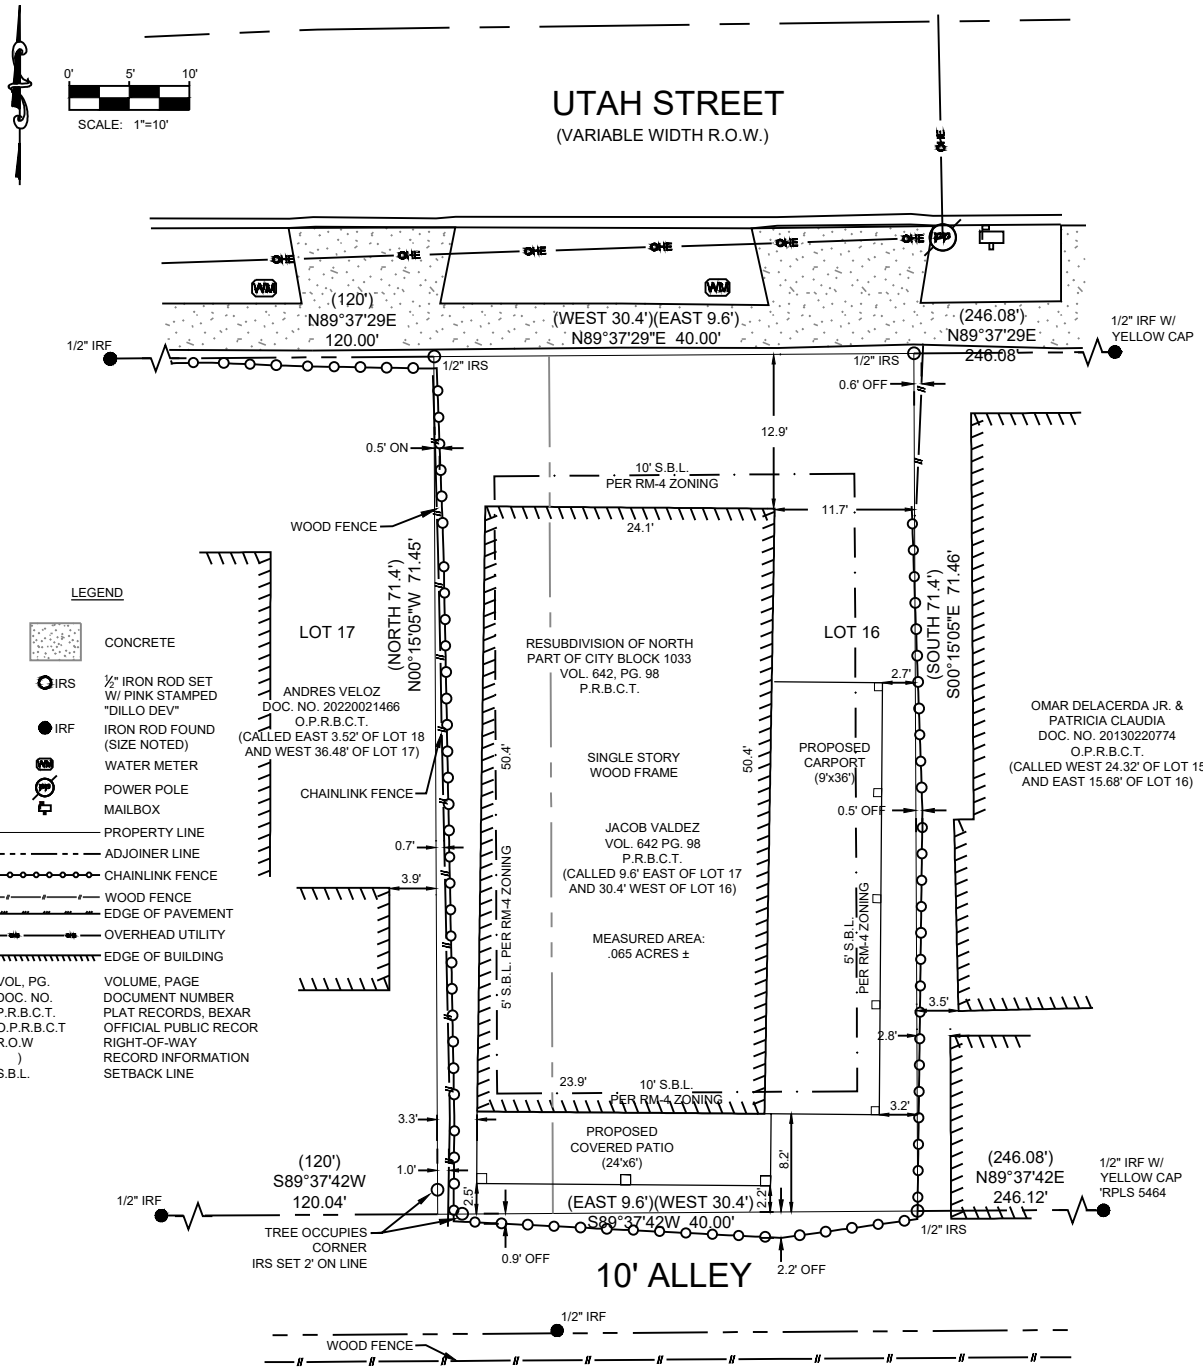 0' 5' 10'
SCALE: 1"=10'
UTAH STREET
(VARIABLE WIDTH R.O.W.)
OHE
OHE
OHE
OHE
OHE
OHE
OHE
PP
WM
WM
(120')
N89°37'29E
120.00'
(WEST 30.4')(EAST 9.6')
N89°37'29"E 40.00'
(246.08')
N89°37'29E
246.08'
1/2" IRF W/
YELLOW CAP
1/2" IRF
1/2" IRS
1/2" IRS
0.6' OFF
12.9'
0.5' ON
10' S.B.L.
PER RM-4 ZONING
11.7'
24.1'
WOOD FENCE
(NORTH 71.4')
N00°15'05"W 71.45'
(SOUTH 71.4')
S00°15'05"E 71.46'
LOT 17
LOT 16
RESUBDIVISION OF NORTH
PART OF CITY BLOCK 1033
VOL. 642, PG. 98
P.R.B.C.T.
2.7'
ANDRES VELOZ
DOC. NO. 20220021466
O.P.R.B.C.T.
(CALLED EAST 3.52' OF LOT 18
AND WEST 36.48' OF LOT 17)
OMAR DELACERDA JR. &
PATRICIA CLAUDIA
DOC. NO. 20130220774
O.P.R.B.C.T.
(CALLED WEST 24.32' OF LOT 15
AND EAST 15.68' OF LOT 16)
50.4'
SINGLE STORY
WOOD FRAME
50.4'
PROPOSED
CARPORT
(9'x36')
CHAINLINK FENCE
0.5' OFF
JACOB VALDEZ
VOL. 642 PG. 98
P.R.B.C.T.
(CALLED 9.6' EAST OF LOT 17
AND 30.4' WEST OF LOT 16)
0.7'
3.9'
5' S.B.L. PER RM-4 ZONING
5' S.B.L.
PER RM-4 ZONING
MEASURED AREA:
.065 ACRES ±
3.5'
2.8'
23.9'
10' S.B.L.
PER RM-4 ZONING
3.2'
3.3'
PROPOSED
COVERED PATIO
(24'x6')
8.2'
1.0'
2.5'
2.2'
(120')
S89°37'42W
120.04'
(EAST 9.6')(WEST 30.4')
S89°37'42W 40.00'
(246.08')
N89°37'42E
246.12'
1/2" IRF W/
YELLOW CAP
'RPLS 5464
1/2" IRF
1/2" IRS
TREE OCCUPIES
CORNER
IRS SET 2' ON LINE
0.9' OFF
2.2' OFF
10' ALLEY
1/2" IRF
WOOD FENCE
LEGEND
CONCRETE
IRS ½" IRON ROD SET
W/ PINK STAMPED
"DILLO DEV"
IRF IRON ROD FOUND
(SIZE NOTED)
WM WATER METER
PP POWER POLE
MAILBOX
PROPERTY LINE
ADJOINER LINE
CHAINLINK FENCE
WOOD FENCE
EDGE OF PAVEMENT
OVERHEAD UTILITY
EDGE OF BUILDING
VOL, PG. VOLUME, PAGE
DOC. NO. DOCUMENT NUMBER
P.R.B.C.T. PLAT RECORDS, BEXAR
O.P.R.B.C.T OFFICIAL PUBLIC RECOR
R.O.W RIGHT-OF-WAY
) RECORD INFORMATION
S.B.L. SETBACK LINE